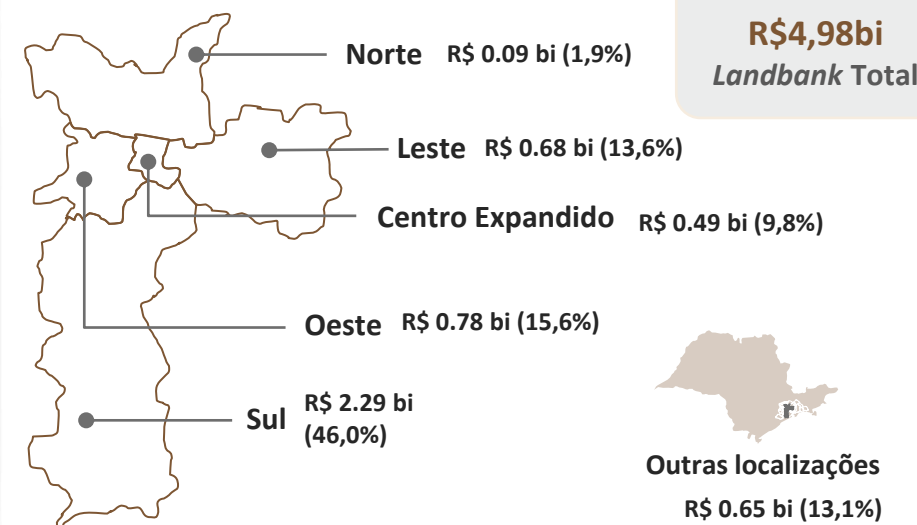 R$4,98bi
Landbank Total
Norte R$ 0.09 bi (1,9%)
Leste R$ 0.68 bi (13,6%)
Centro Expandido R$ 0.49 bi (9,8%)
Oeste R$ 0.78 bi (15,6%)
Sul R$ 2.29 bi
(46,0%)
Outras localizações
R$ 0.65 bi (13,1%)